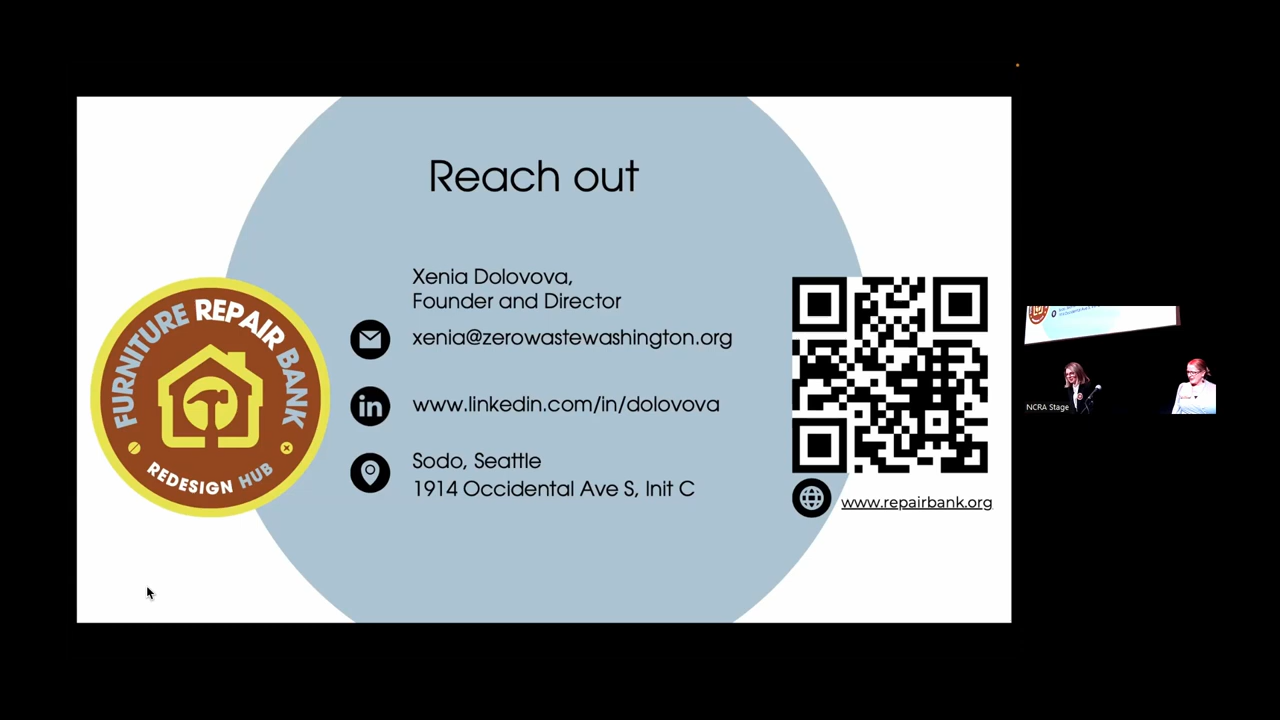 Reach out
Xenia Dolovova,
Founder and Director
xenia@zerowastewashington.org
www.linkedin.com/in/dolovova
Sodo, Seattle
1914 Occidental Ave S, Init C
FURNITURE REPAIR BANK
REDESIGN HUB
in
www.repairbank.org
NCRA Stage